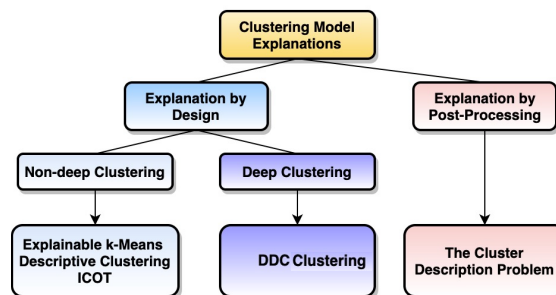 Clustering Model
Explanations
Explanation by
Design
Explanation by
Post-Processing
Non-deep Clustering
Deep Clustering
Explainable k-Means
Descriptive Clustering
ICOT
DDC Clustering
The Cluster
Description Problem